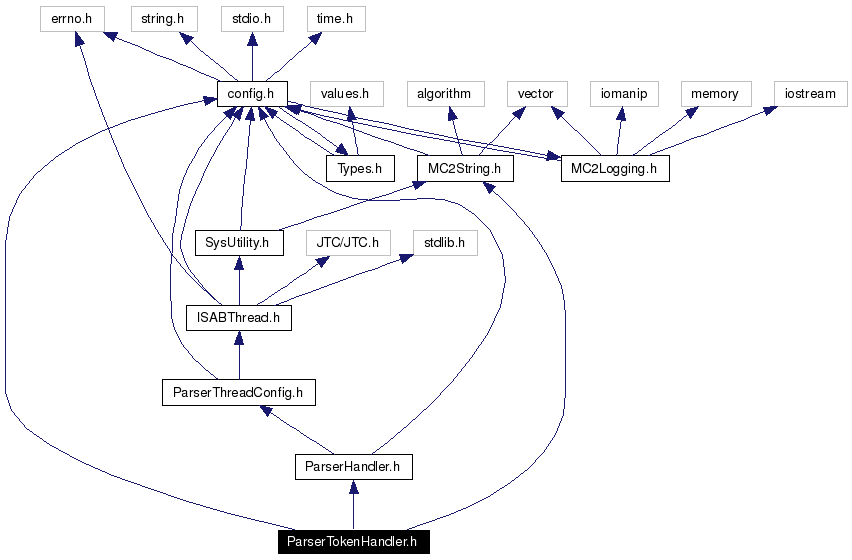 errno.h
string.h
stdio.h
time.h
config.h
values.h
algorithm
vector
iomanip
memory
iostream
Types.h
MC2String.h
MC2Logging.h
SysUtility.h
JTC/JTC.h
stdlib.h
ISABThread.h
ParserThreadConfig.h
ParserHandler.h
ParserTokenHandler.h